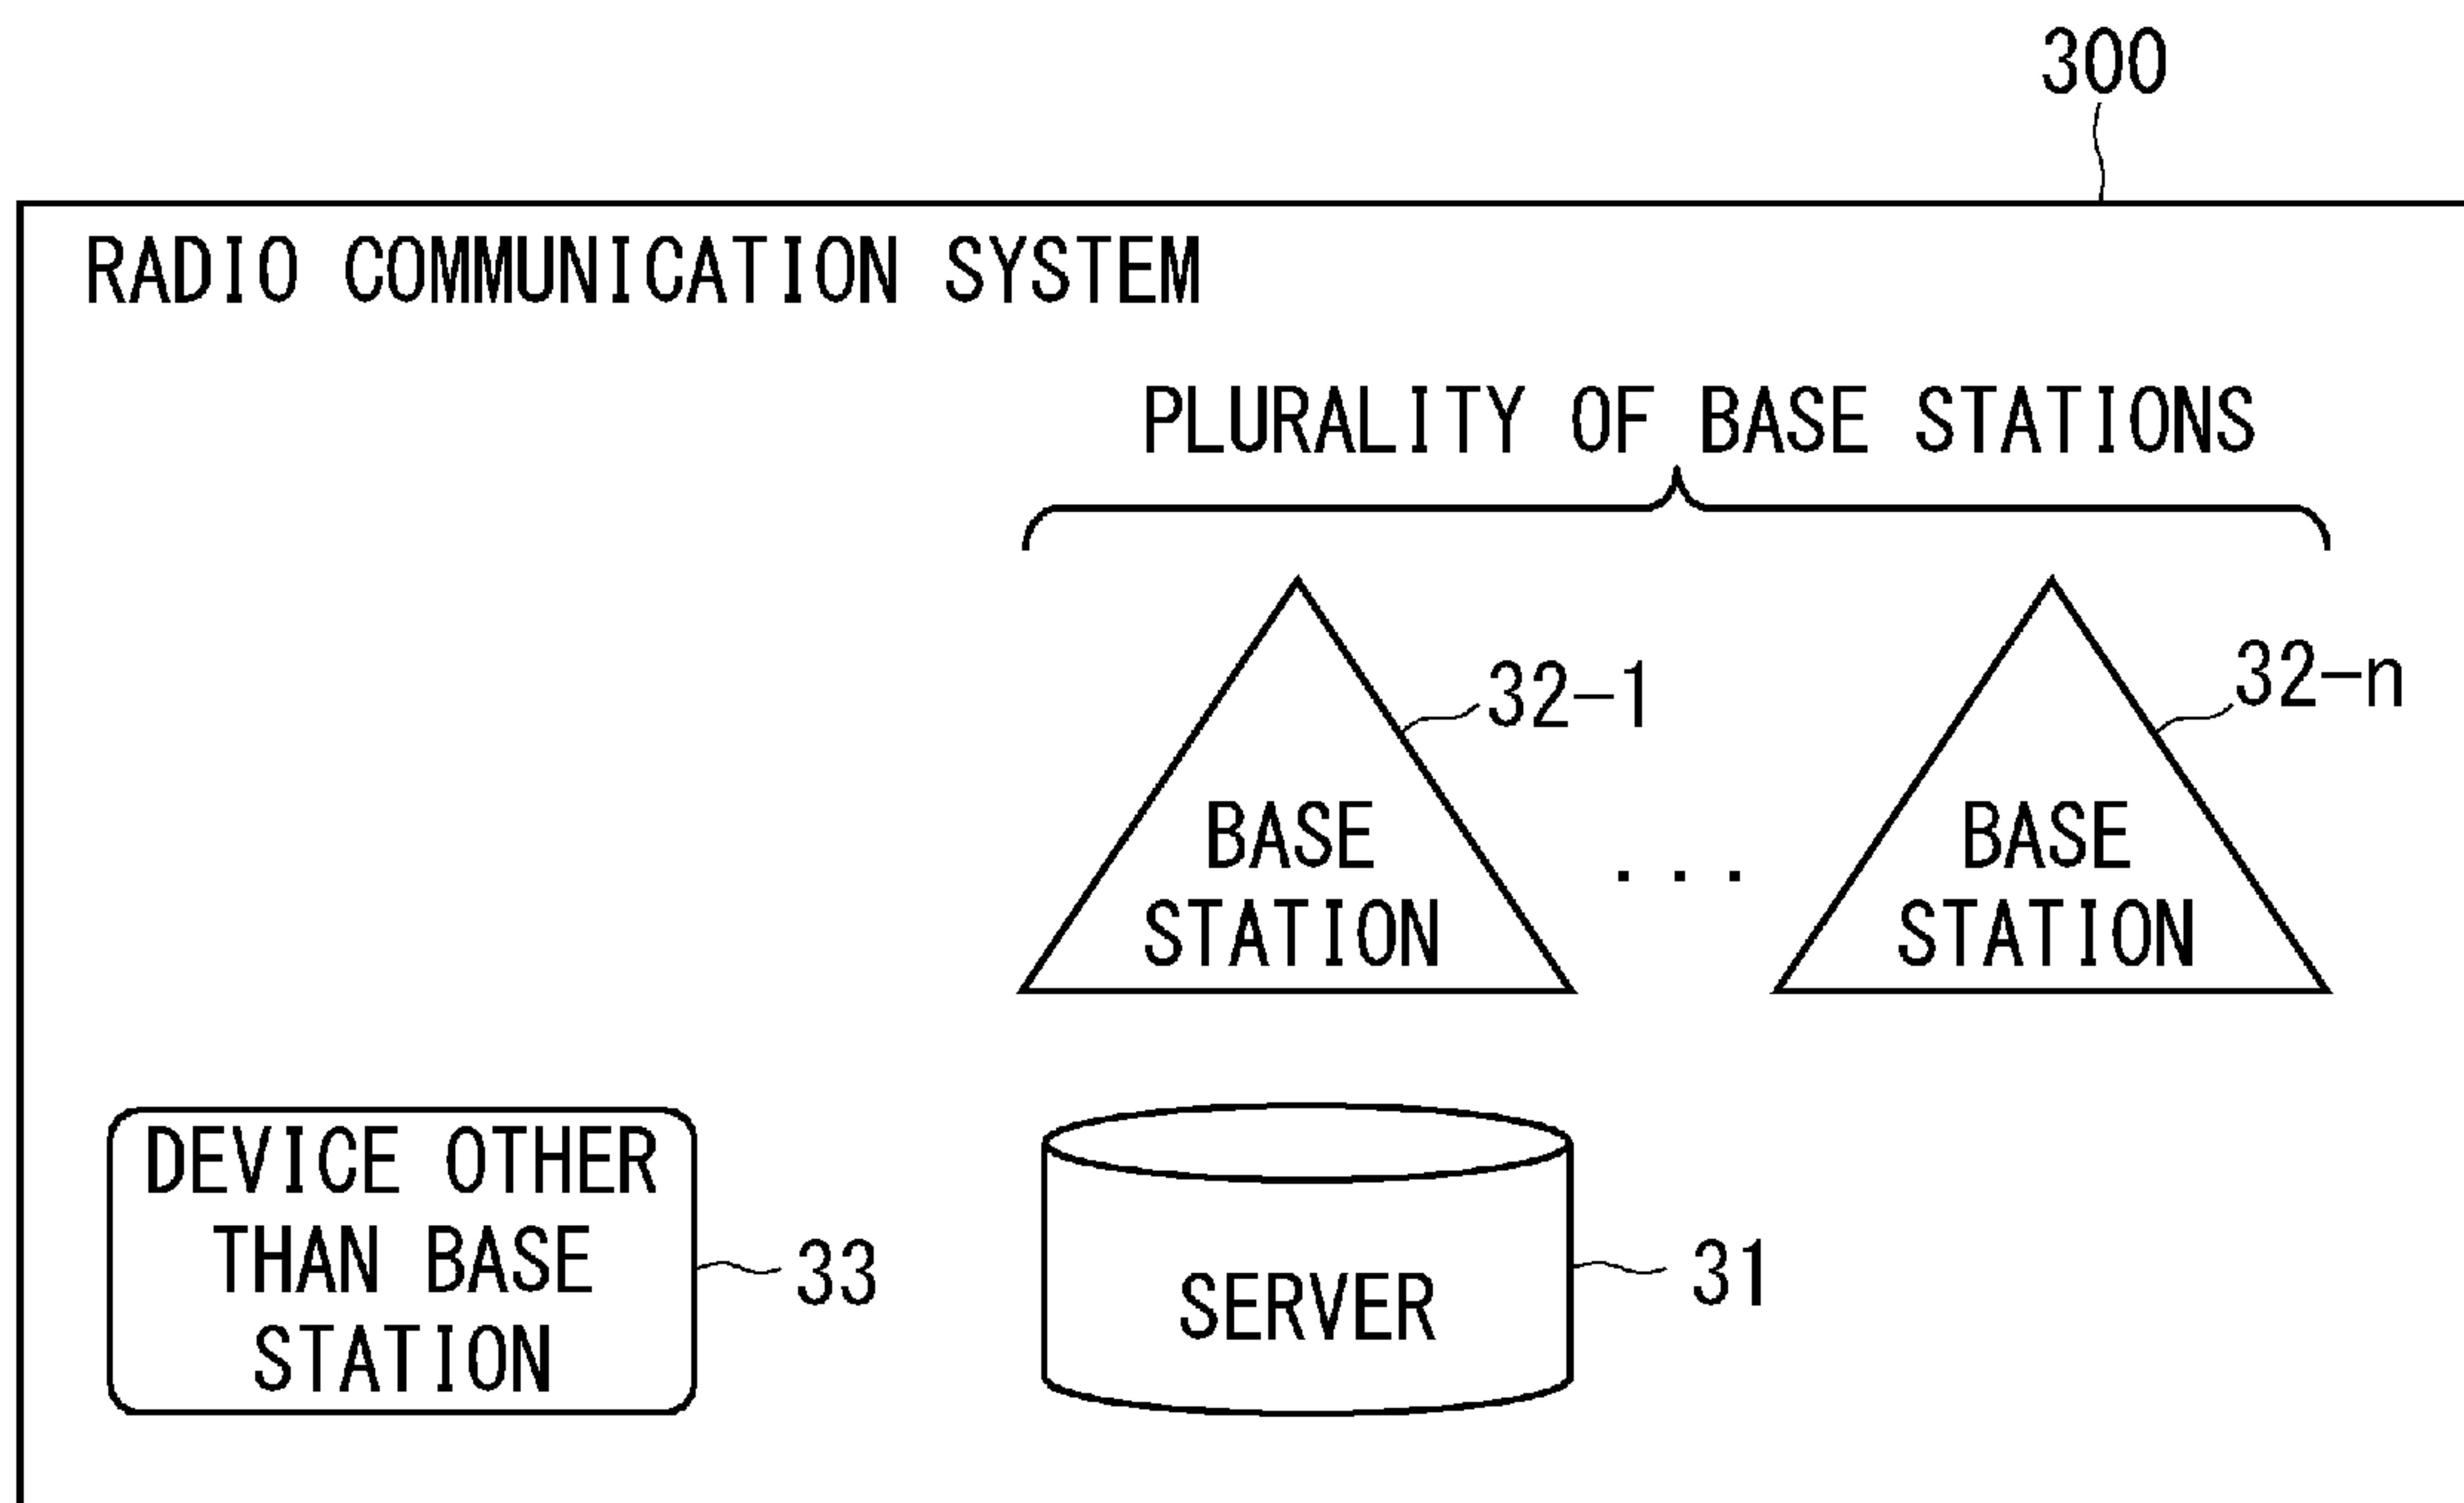 300
RADIO COMMUNICATION SYSTEM
PLURALITY OF BASE STATIONS
32-1
32-n
BASE
STATION
...
BASE
STATION
DEVICE OTHER
THAN BASE
STATION
33
SERVER
31